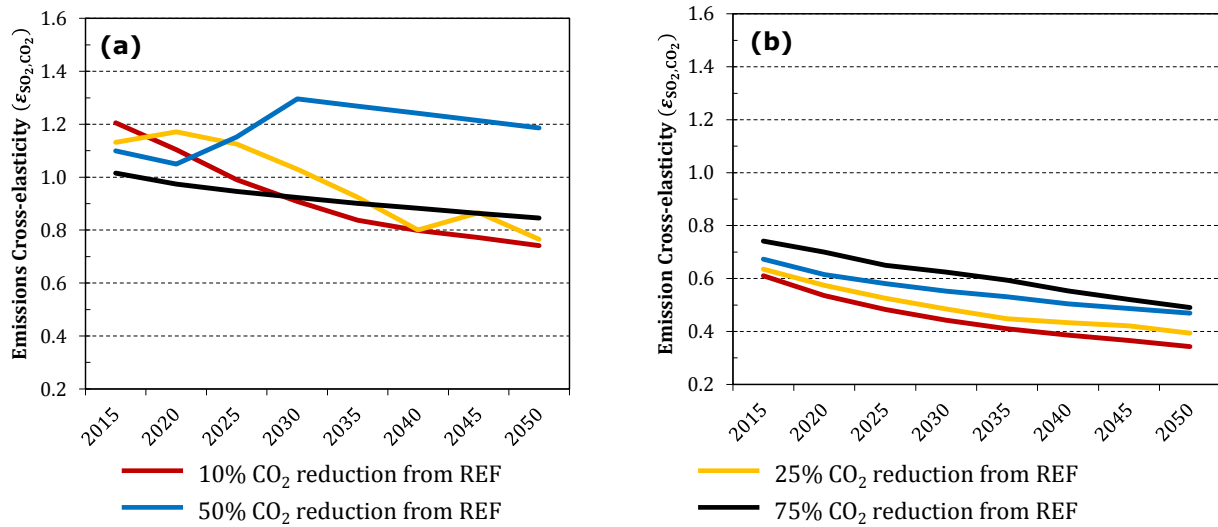 Emissions Cross-elasticity (εSO₂,CO₂)
(a)
1.6
1.4
1.2
1.0
0.8
0.6
0.4
0.2
2015 2020 2025 2030 2035 2040 2045 2050
Emission Cross-elasticity (εSO₂,CO₂)
(b)
1.6
1.4
1.2
1.0
0.8
0.6
0.4
0.2
2015 2020 2025 2030 2035 2040 2045 2050
10% CO₂ reduction from REF
25% CO₂ reduction from REF
50% CO₂ reduction from REF
75% CO₂ reduction from REF